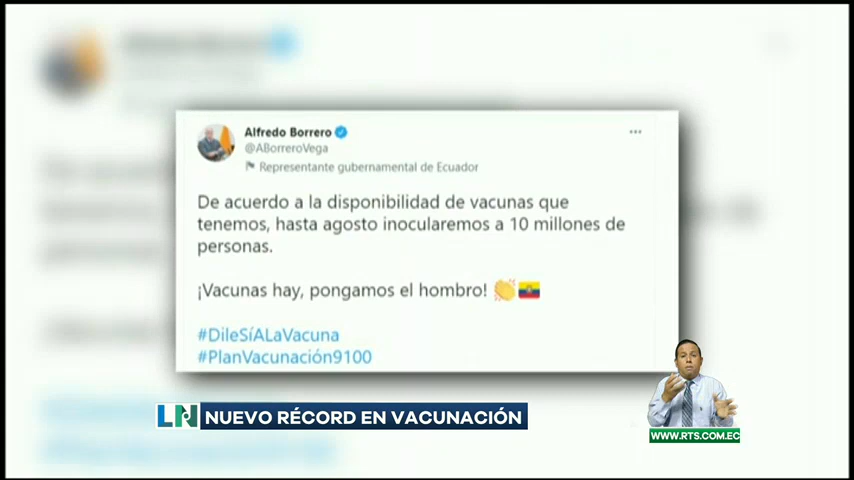 Alfredo Borrero
@ABorreroVega
Representante gubernamental de Ecuador
De acuerdo a la disponibilidad de vacunas que
tenemos, hasta agosto inocularemos a 10 millones de
personas.
¡Vacunas hay, pongamos el hombro! 👏🇪🇨
#DileSíALaVacuna
#PlanVacunación9100
LN NUEVO RÉCORD EN VACUNACIÓN
WWW.RTS.COM.EC